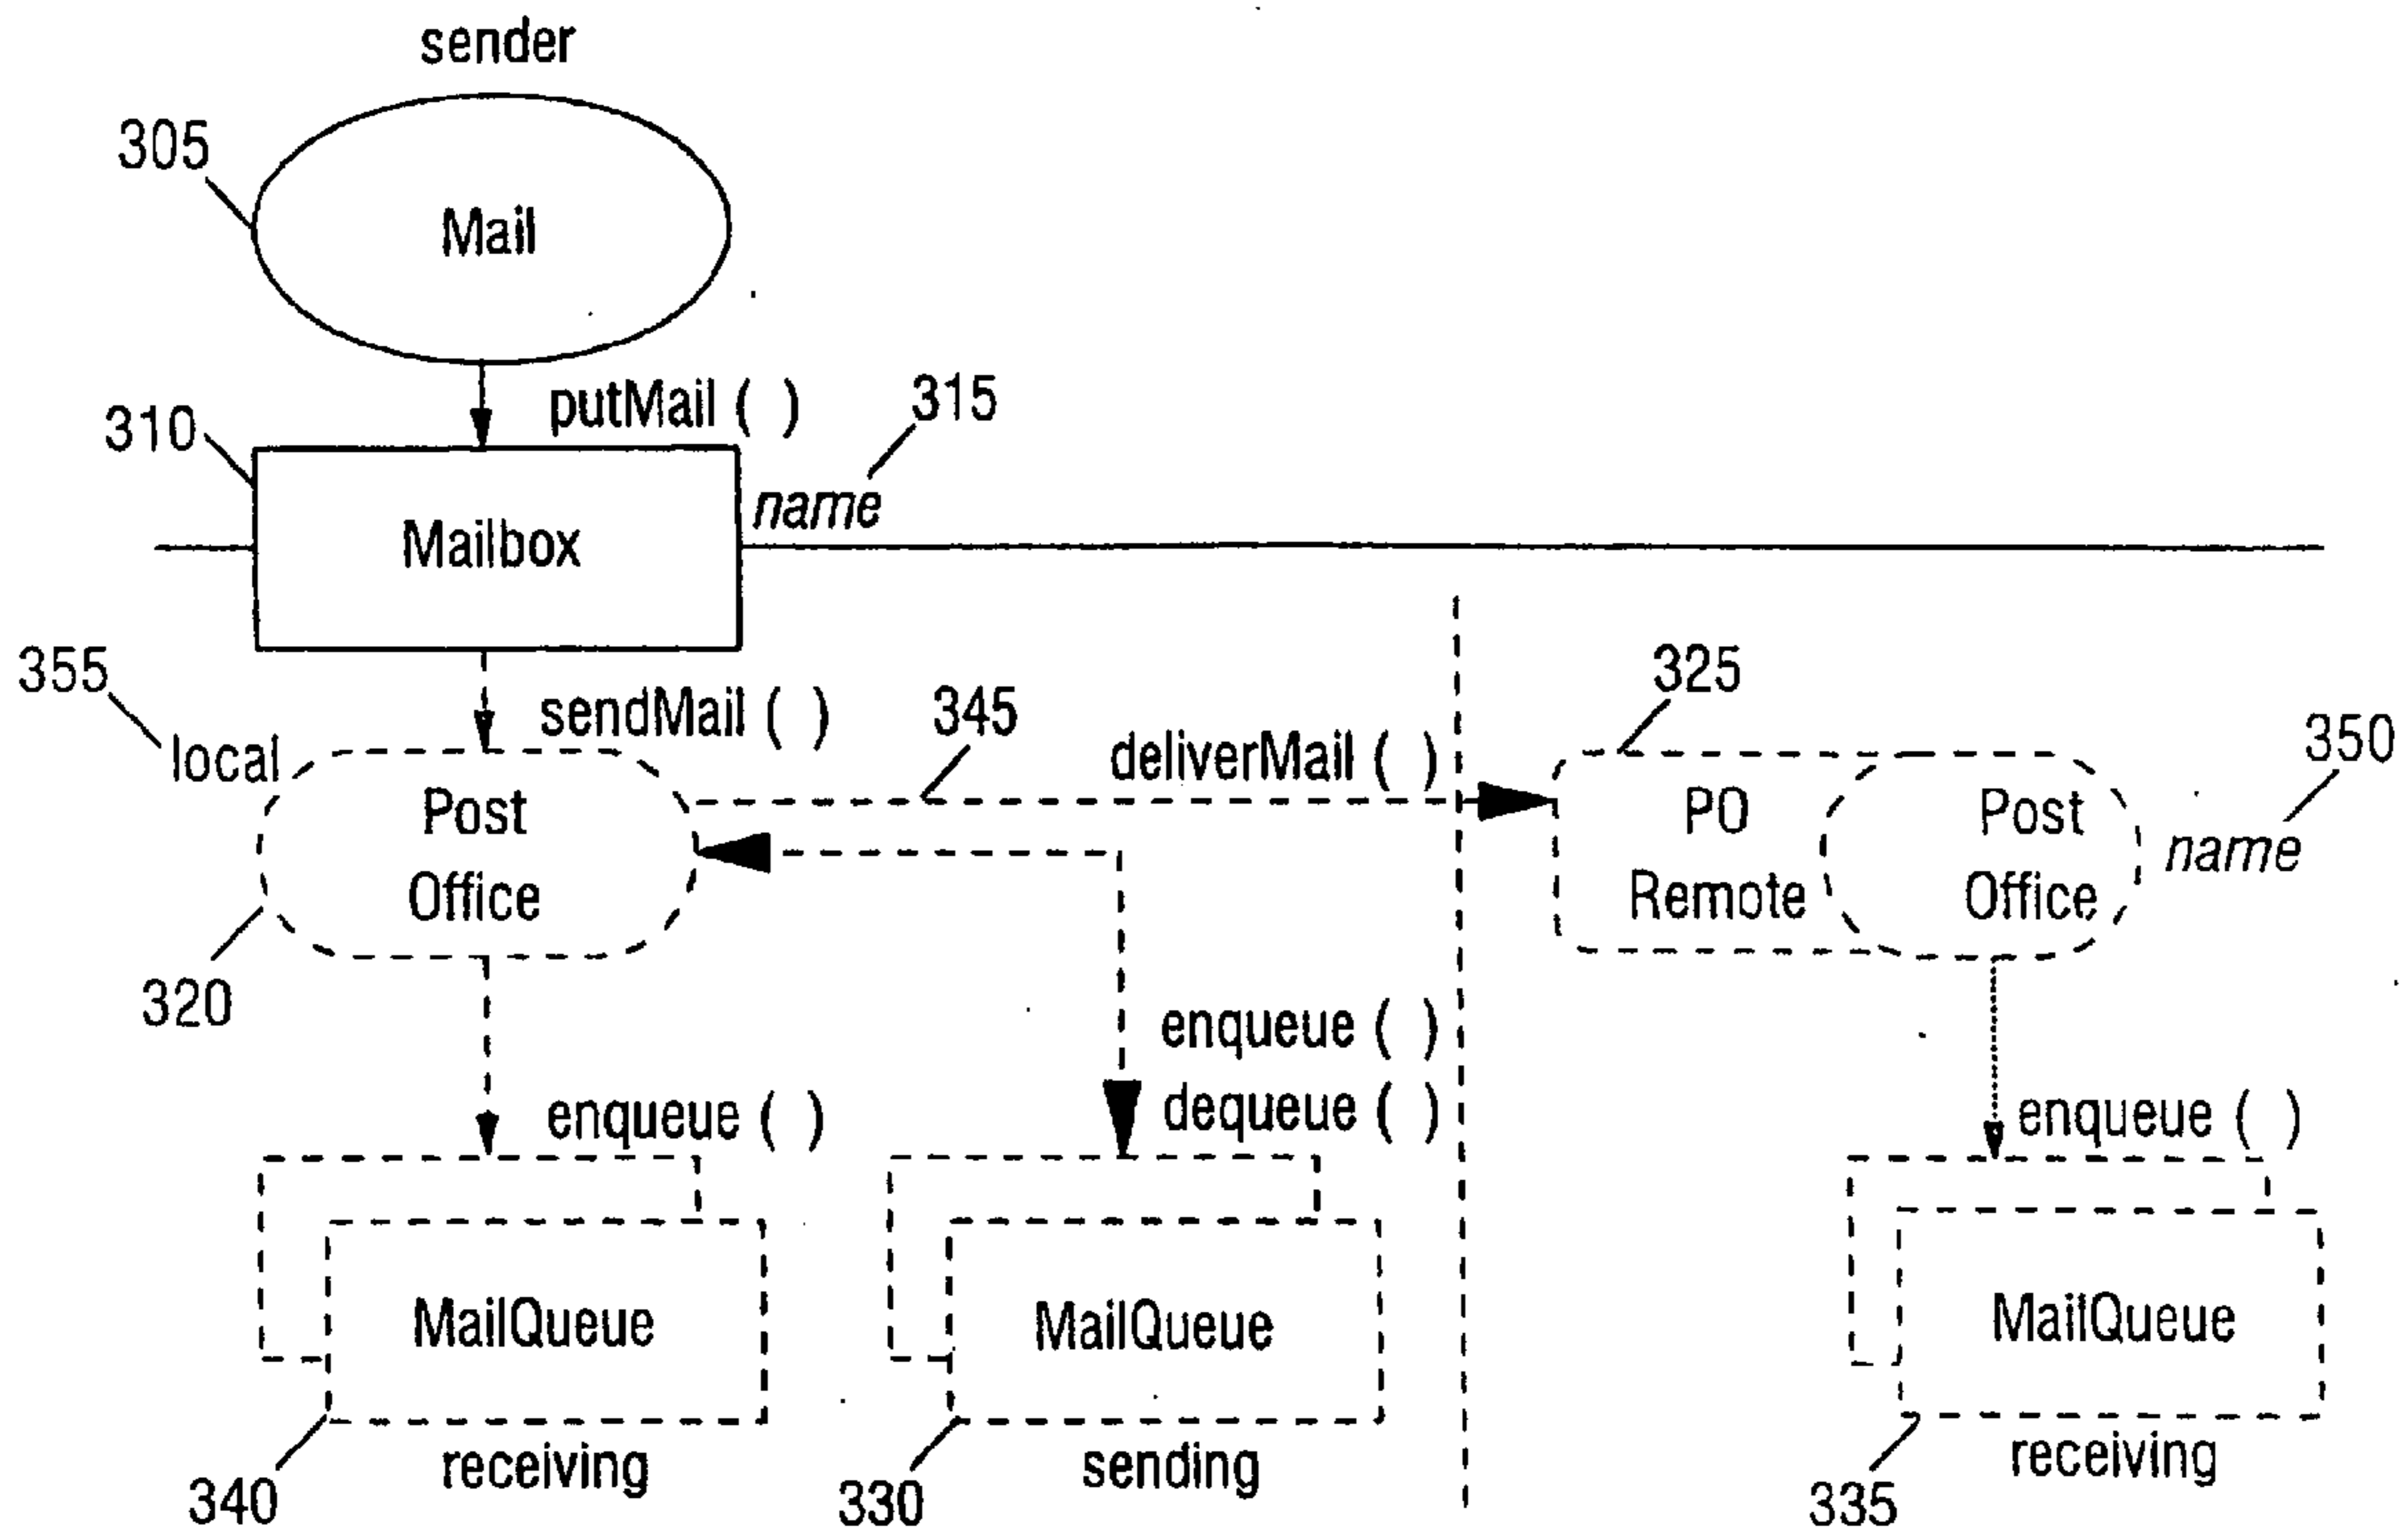 sender
305
Mail
putMail ( )
315
310
name
Mailbox
355
sendMail ( )
345
325
350
local
deliverMail ( )
Post
Office
PO
Remote
Post
Office
name
320
enqueue ( )
dequeue ( )
enqueue ( )
enqueue ( )
MailQueue
MailQueue
MailQueue
receiving
sending
receiving
340
330
335